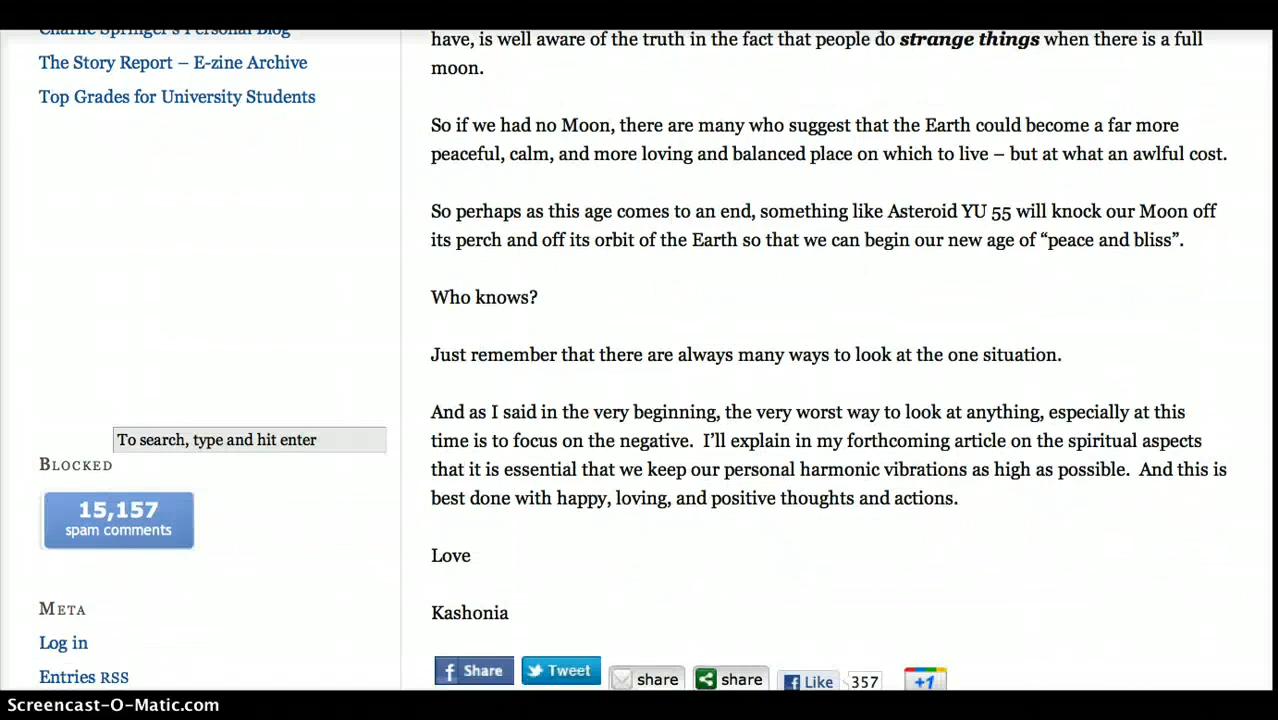 Charlie Springer's Personal Blog
The Story Report – E-zine Archive
Top Grades for University Students
To search, type and hit enter
BLOCKED
15,157
spam comments
META
Log in
Entries RSS
have, is well aware of the truth in the fact that people do strange things when there is a full
moon.
So if we had no Moon, there are many who suggest that the Earth could become a far more
peaceful, calm, and more loving and balanced place on which to live – but at what an awlful cost.
So perhaps as this age comes to an end, something like Asteroid YU 55 will knock our Moon off
its perch and off its orbit of the Earth so that we can begin our new age of “peace and bliss”.
Who knows?
Just remember that there are always many ways to look at the one situation.
And as I said in the very beginning, the very worst way to look at anything, especially at this
time is to focus on the negative.  I’ll explain in my forthcoming article on the spiritual aspects
that it is essential that we keep our personal harmonic vibrations as high as possible.  And this is
best done with happy, loving, and positive thoughts and actions.
Love
Kashonia
f Share Tweet share share f Like 357 +1
Screencast-O-Matic.com